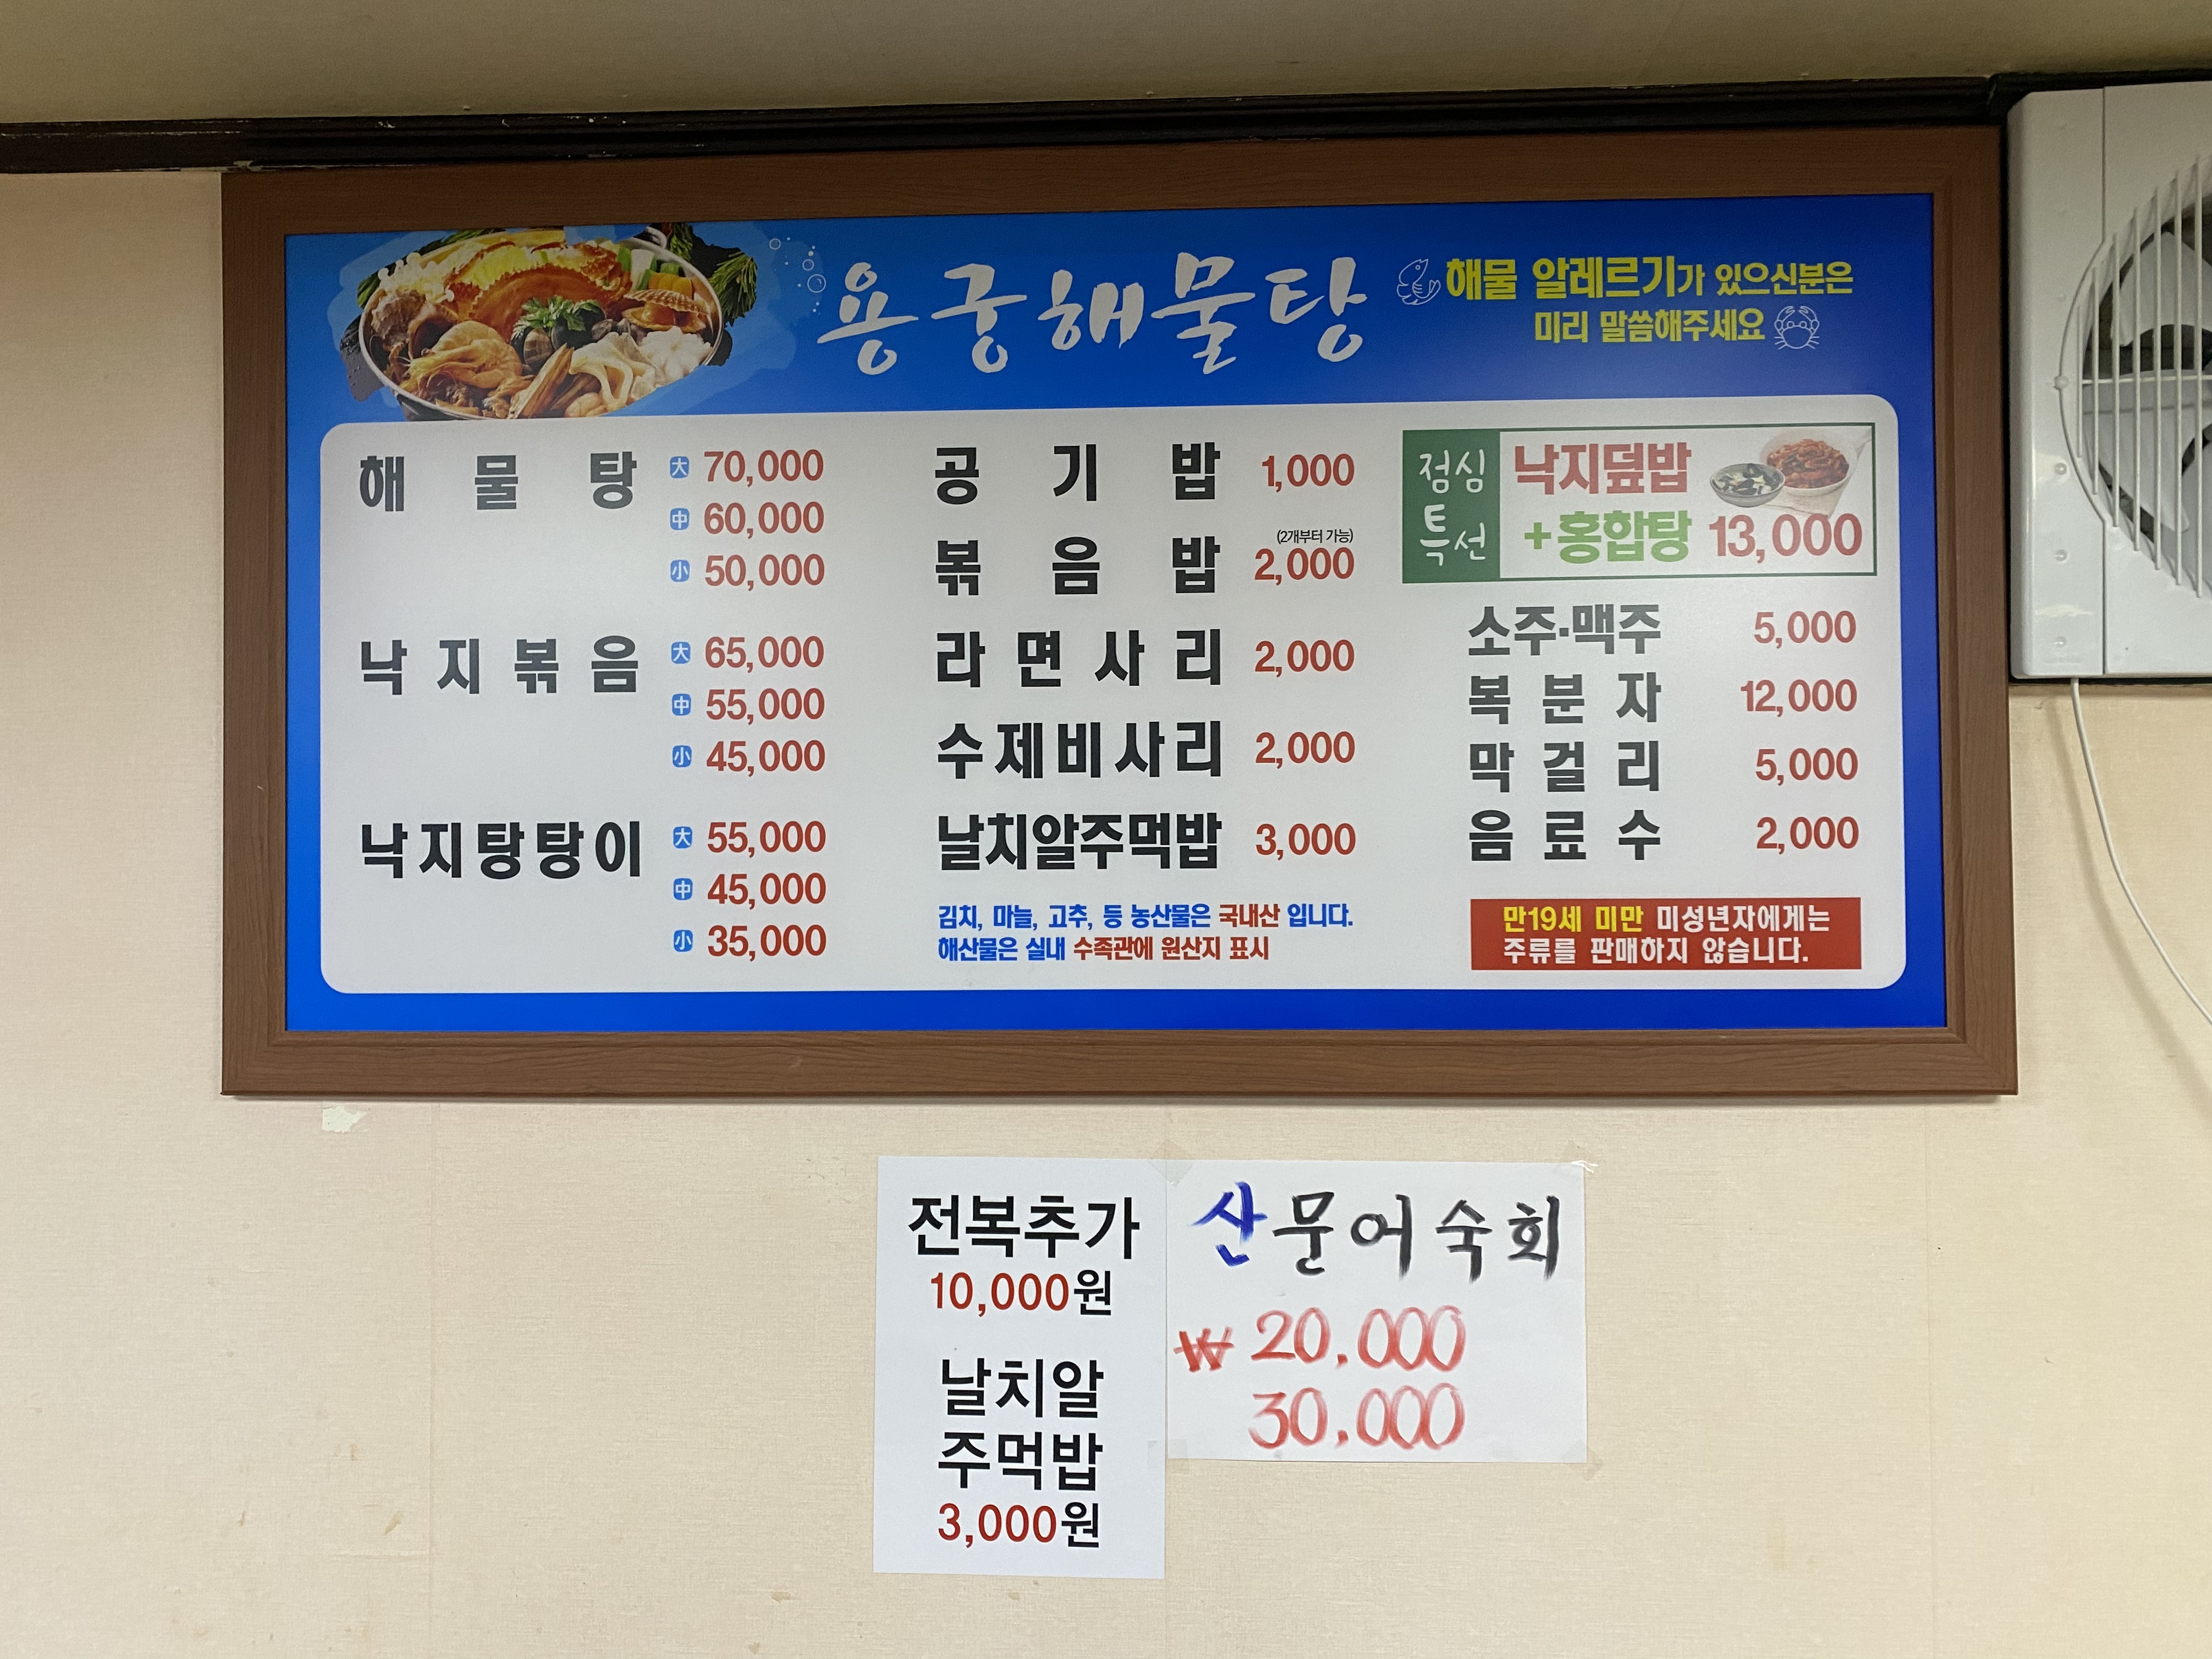 용궁해물탕
해물 알레르기가 있으신분은
미리 말씀해주세요
해물탕 大 70,000
中 60,000
小 50,000
낙지볶음 大 65,000
中 55,000
小 45,000
낙지탕탕이 大 55,000
中 45,000
小 35,000
공기밥 1,000
(2개부터 가능)
볶음밥 2,000
라면사리 2,000
수제비사리 2,000
날치알주먹밥 3,000
김치, 마늘, 고추, 등 농산물은 국내산 입니다.
해산물은 실내 수족관에 원산지 표시
점심
특선
낙지덮밥
+홍합탕 13,000
소주·맥주 5,000
복분자 12,000
막걸리 5,000
음료수 2,000
만19세 미만 미성년자에게는
주류를 판매하지 않습니다.
전복추가
10,000원
날치알
주먹밥
3,000원
산문어숙회
₩ 20.000
30.000